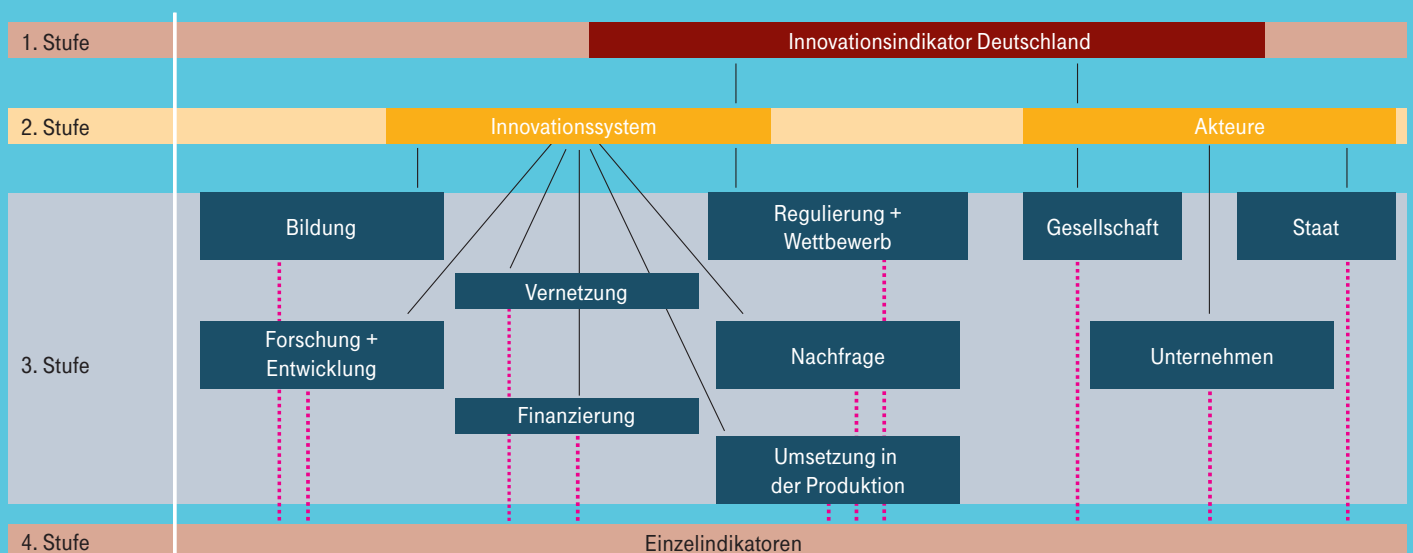 1. Stufe
Innovationsindikator Deutschland
2. Stufe
Innovationssystem
Akteure
3. Stufe
Bildung
Regulierung +
Wettbewerb
Gesellschaft
Staat
Vernetzung
Forschung +
Entwicklung
Nachfrage
Unternehmen
Finanzierung
Umsetzung in
der Produktion
4. Stufe
Einzelindikatoren